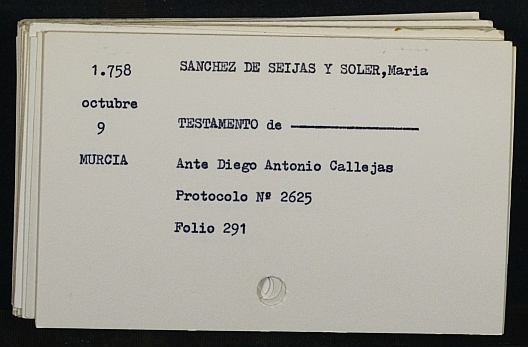 1.758 SANCHEZ DE SEIJAS Y SOLER,Maria
octubre
9 TESTAMENTO de ————————
MURCIA Ante Diego Antonio Callejas
Protocolo Nº 2625
Folio 291